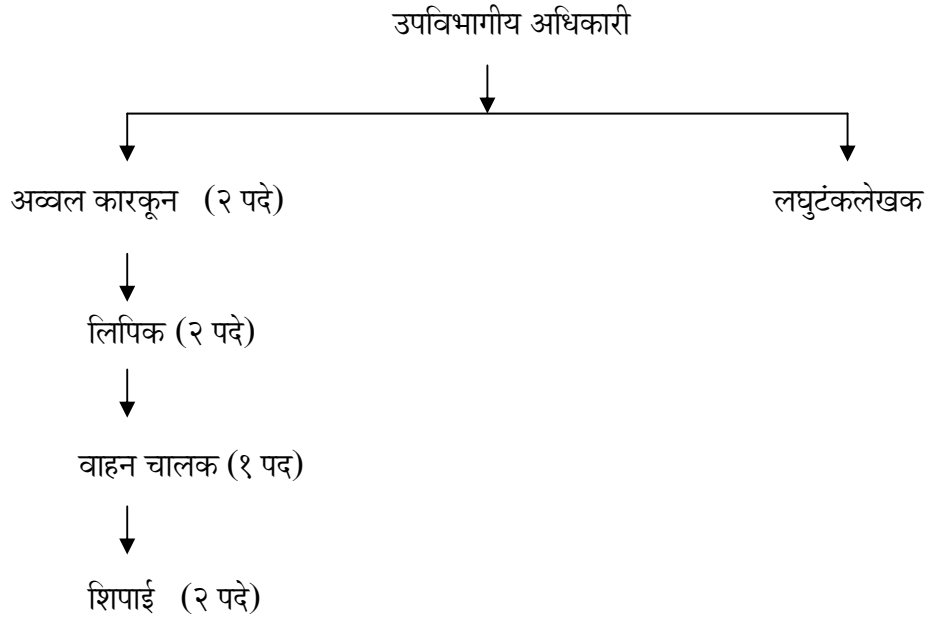 उपविभागीय अधिकारी
अव्वल कारकून (२ पदे) लघुटंकलेखक
लिपिक (२ पदे)
वाहन चालक (१ पद)
शिपाई (२ पदे)